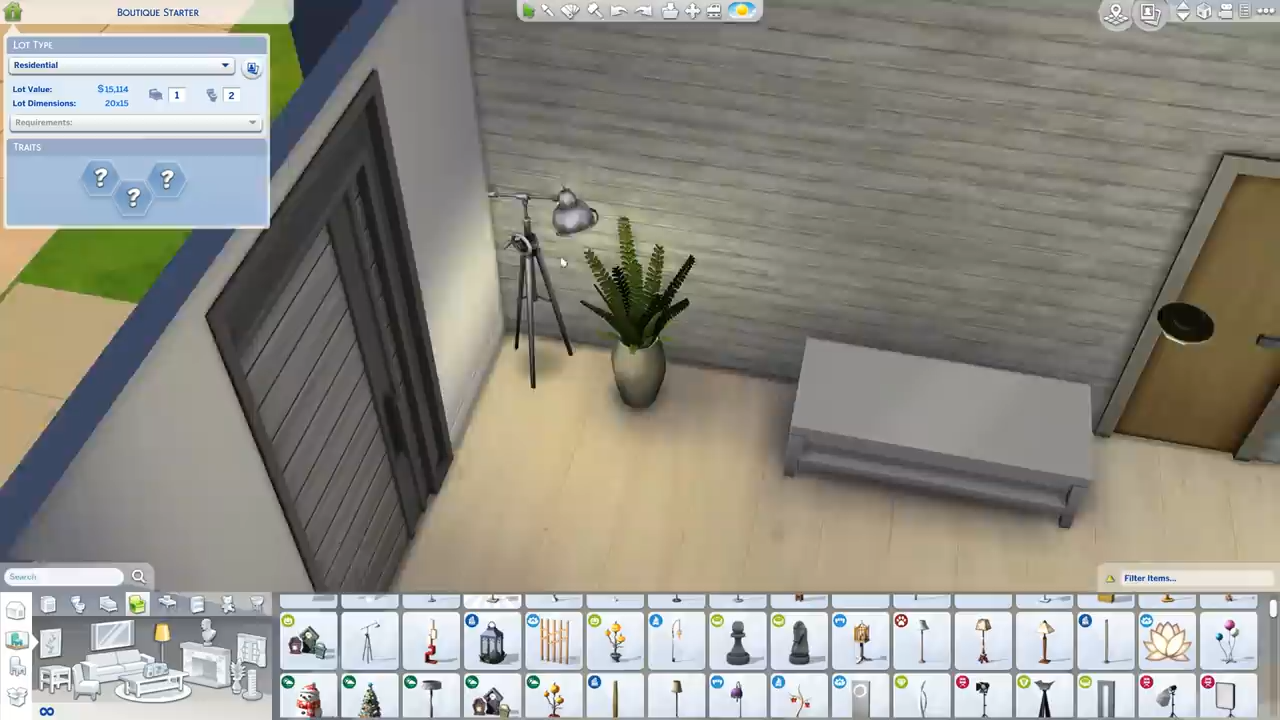 BOUTIQUE STARTER
LOT TYPE
Residential
Lot Value: $15,114
1
2
Lot Dimensions: 20x15
Requirements:
TRAITS
? ? ?
Search
Filter Items...